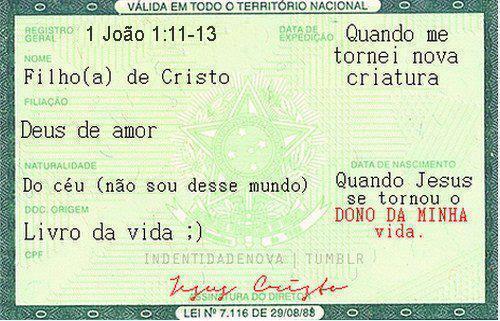 VÁLIDA EM TODO O TERRITÓRIO NACIONAL
REGISTRO
GERAL
1 João 1:11-13
DATA DE
EXPEDIÇÃO
Quando me
tornei nova
criatura
NOME
Filho(a) de Cristo
FILIAÇÃO
Deus de amor
NATURALIDADE
Do céu (não sou desse mundo)
DATA DE NASCIMENTO
Quando Jesus
se tornou o
DONO DA MINHA
vida.
DOC. ORIGEM
Livro da vida ;)
CPF
INDENTIDADENOVA | TUMBLR
Jesus Cristo
ASSINATURA DO DIRETOR
LEI Nº 7.116 DE 29/08/83